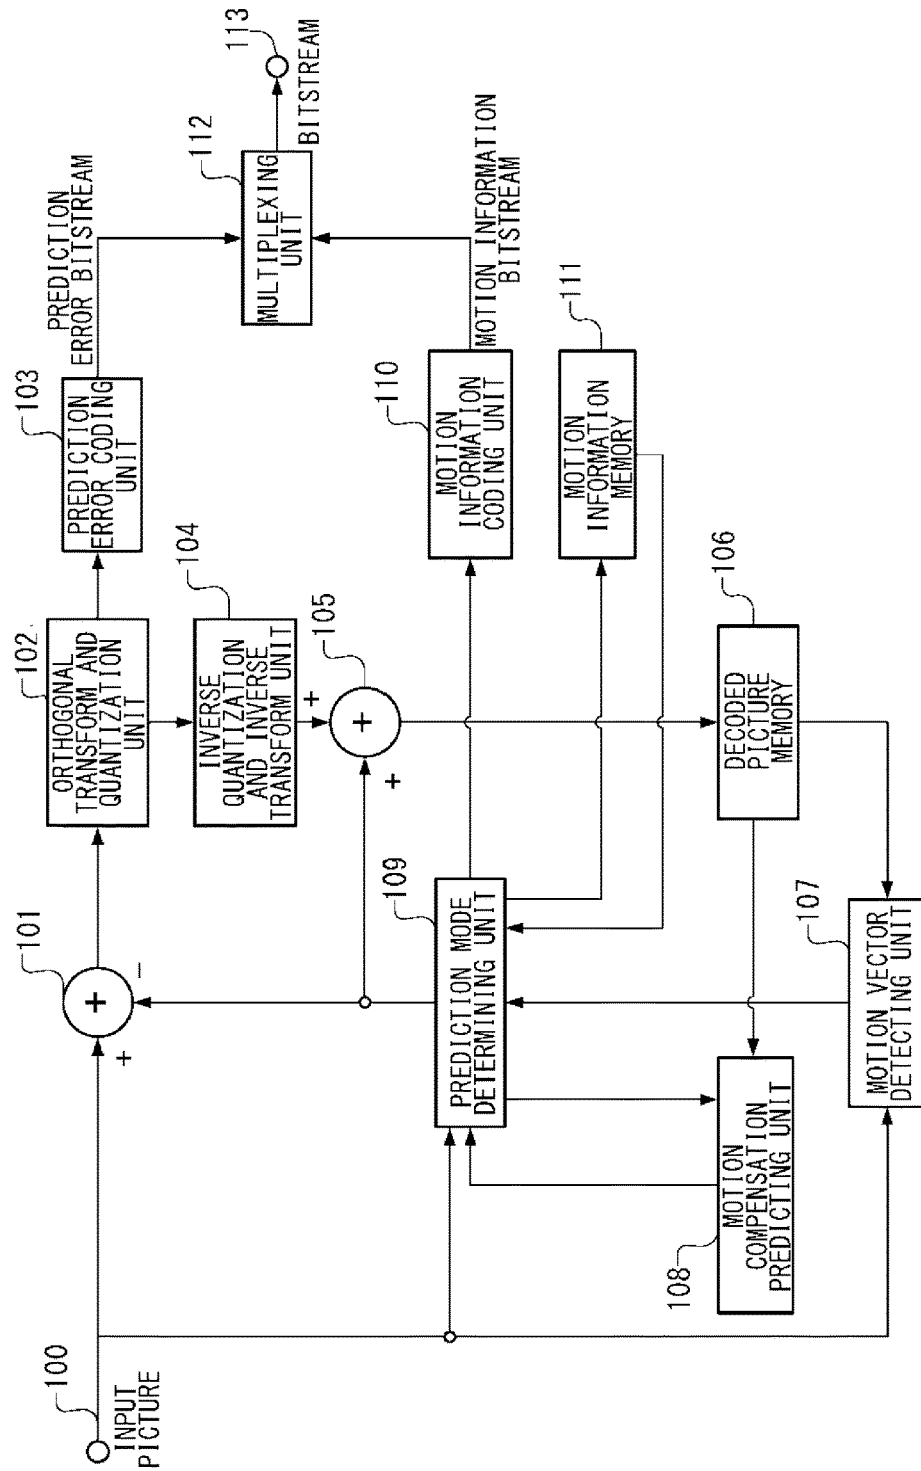 100
INPUT
PICTURE
101
+
+
−
102
ORTHOGONAL
TRANSFORM AND
QUANTIZATION
UNIT
103
PREDICTION
ERROR CODING
UNIT
PREDICTION
ERROR BITSTREAM
104
INVERSE
QUANTIZATION
AND INVERSE
TRANSFORM UNIT
105
+
+
+
112
MULTIPLEXING
UNIT
113
BITSTREAM
109
PREDICTION MODE
DETERMINING UNIT
110
MOTION
INFORMATION
CODING UNIT
MOTION INFORMATION
BITSTREAM
111
MOTION
INFORMATION
MEMORY
106
DECODED
PICTURE
MEMORY
108
MOTION
COMPENSATION
PREDICTING UNIT
107
MOTION VECTOR
DETECTING UNIT